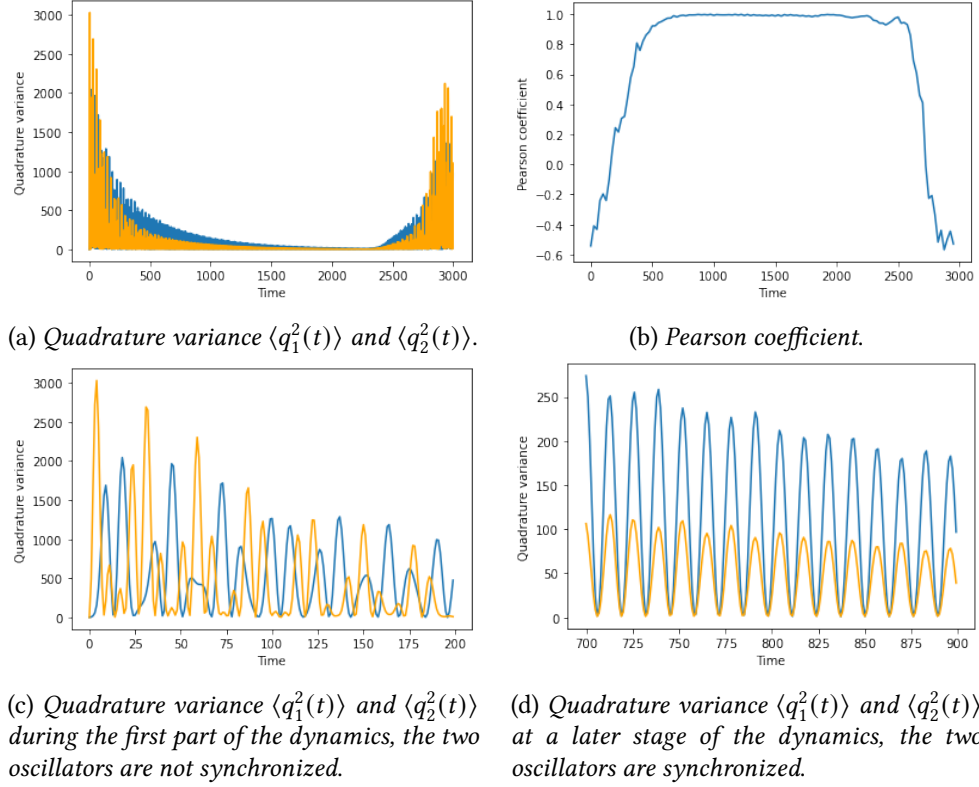 3000
2500
2000
1500
1000
500
0
Quadrature variance
0 500 1000 1500 2000 2500 3000
Time
(a) Quadrature variance ⟨q₁²(t)⟩ and ⟨q₂²(t)⟩.
1.0
0.8
0.6
0.4
0.2
0.0
−0.2
−0.4
−0.6
Pearson coefficient
0 500 1000 1500 2000 2500 3000
Time
(b) Pearson coefficient.
3000
2500
2000
1500
1000
500
0
Quadrature variance
0 25 50 75 100 125 150 175 200
Time
(c) Quadrature variance ⟨q₁²(t)⟩ and ⟨q₂²(t)⟩
during the first part of the dynamics, the two
oscillators are not synchronized.
250
200
150
100
50
0
Quadrature variance
700 725 750 775 800 825 850 875 900
Time
(d) Quadrature variance ⟨q₁²(t)⟩ and ⟨q₂²(t)⟩
at a later stage of the dynamics, the two
oscillators are synchronized.